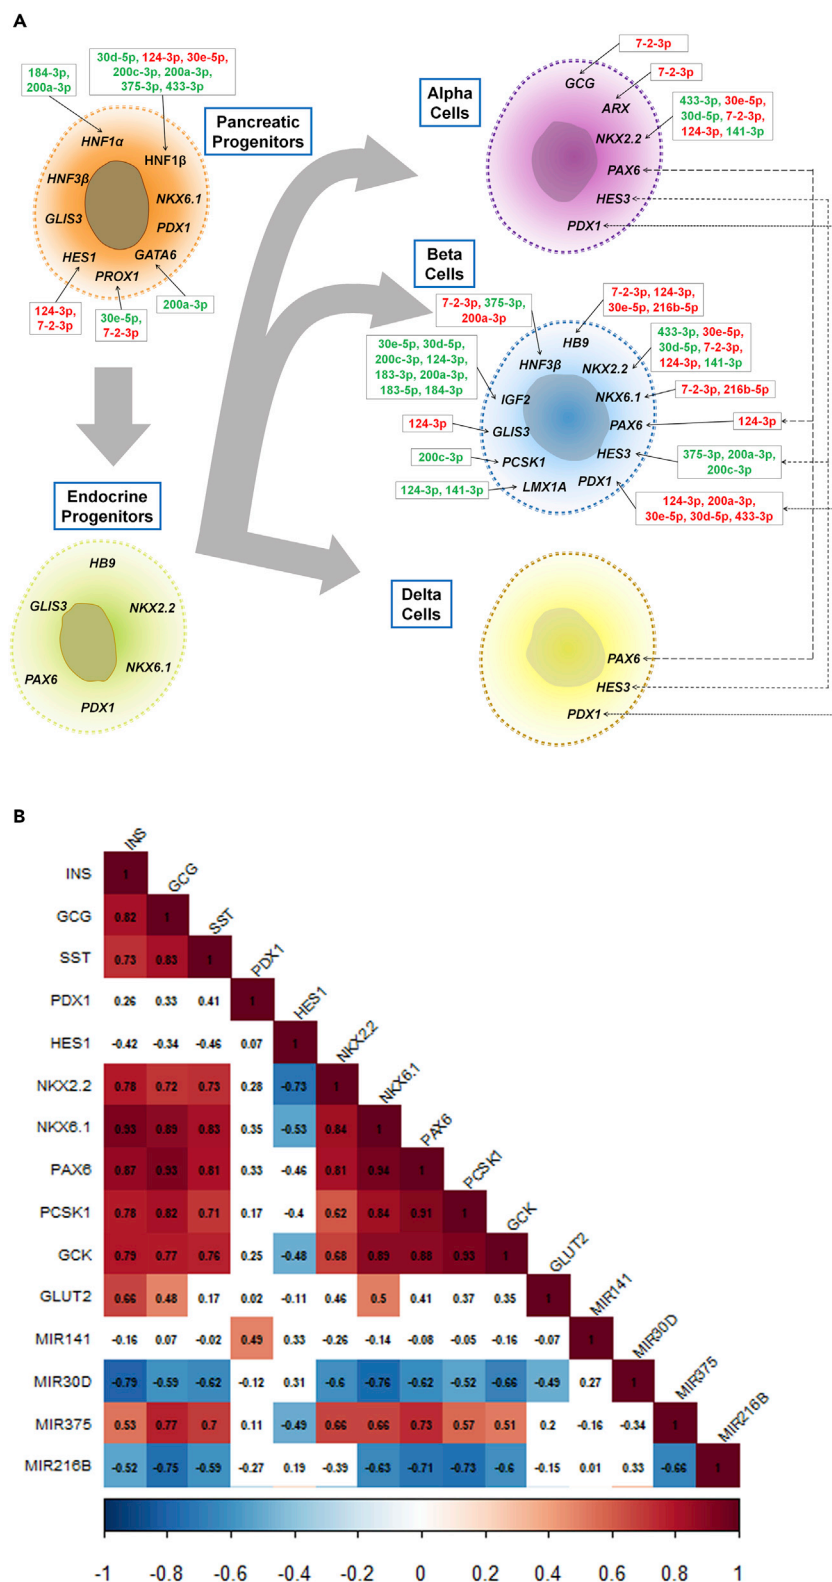 A
184-3p,
200a-3p
30d-5p, 124-3p, 30e-5p,
200c-3p, 200a-3p,
375-3p, 433-3p
Pancreatic
Progenitors
HNF1α
HNF1β
HNF3β
NKX6.1
GLIS3
PDX1
HES1
GATA6
PROX1
124-3p,
7-2-3p
30e-5p,
7-2-3p
200a-3p
Alpha
Cells
7-2-3p
GCG
7-2-3p
ARX
433-3p, 30e-5p,
30d-5p, 7-2-3p,
124-3p, 141-3p
NKX2.2
PAX6
HES3
PDX1
Beta
Cells
7-2-3p, 375-3p,
200a-3p
7-2-3p, 124-3p,
30e-5p, 216b-5p
30e-5p, 30d-5p,
200c-3p, 124-3p,
183-3p, 200a-3p,
183-5p, 184-3p
433-3p, 30e-5p,
30d-5p, 7-2-3p,
124-3p, 141-3p
HB9
HNF3β
NKX2.2
IGF2
NKX6.1
7-2-3p, 216b-5p
124-3p
GLIS3
PAX6
124-3p
200c-3p
PCSK1
HES3
375-3p, 200a-3p,
200c-3p
124-3p, 141-3p
LMX1A
PDX1
124-3p, 200a-3p,
30e-5p, 30d-5p, 433-3p
Endocrine
Progenitors
HB9
GLIS3
NKX2.2
NKX6.1
PAX6
PDX1
Delta
Cells
PAX6
HES3
PDX1
B
INS
GCG
SST
PDX1
HES1
NKX2.2
NKX6.1
PAX6
PCSK1
GCK
GLUT2
MIR141
MIR30D
MIR375
MIR216B
INS 1
GCG 0.82 1
SST 0.73 0.83 1
PDX1 0.26 0.33 0.41 1
HES1 -0.42 -0.34 -0.46 0.07 1
NKX2.2 0.78 0.72 0.73 0.28 -0.73 1
NKX6.1 0.93 0.89 0.83 0.35 -0.53 0.84 1
PAX6 0.87 0.93 0.81 0.33 -0.46 0.81 0.94 1
PCSK1 0.78 0.82 0.71 0.17 -0.4 0.62 0.84 0.91 1
GCK 0.79 0.77 0.76 0.25 -0.48 0.68 0.89 0.88 0.93 1
GLUT2 0.66 0.48 0.17 0.02 -0.11 0.46 0.5 0.41 0.37 0.35 1
MIR141 -0.16 0.07 -0.02 0.49 0.33 -0.26 -0.14 -0.08 -0.05 -0.16 -0.07 1
MIR30D -0.79 -0.59 -0.62 -0.12 0.31 -0.6 -0.76 -0.62 -0.52 -0.66 -0.49 0.27 1
MIR375 0.53 0.77 0.7 0.11 -0.49 0.66 0.66 0.73 0.57 0.51 0.2 -0.16 -0.34 1
MIR216B -0.52 -0.75 -0.59 -0.27 0.19 -0.39 -0.63 -0.71 -0.73 -0.6 -0.15 0.01 0.33 -0.66 1
-1 -0.8 -0.6 -0.4 -0.2 0 0.2 0.4 0.6 0.8 1